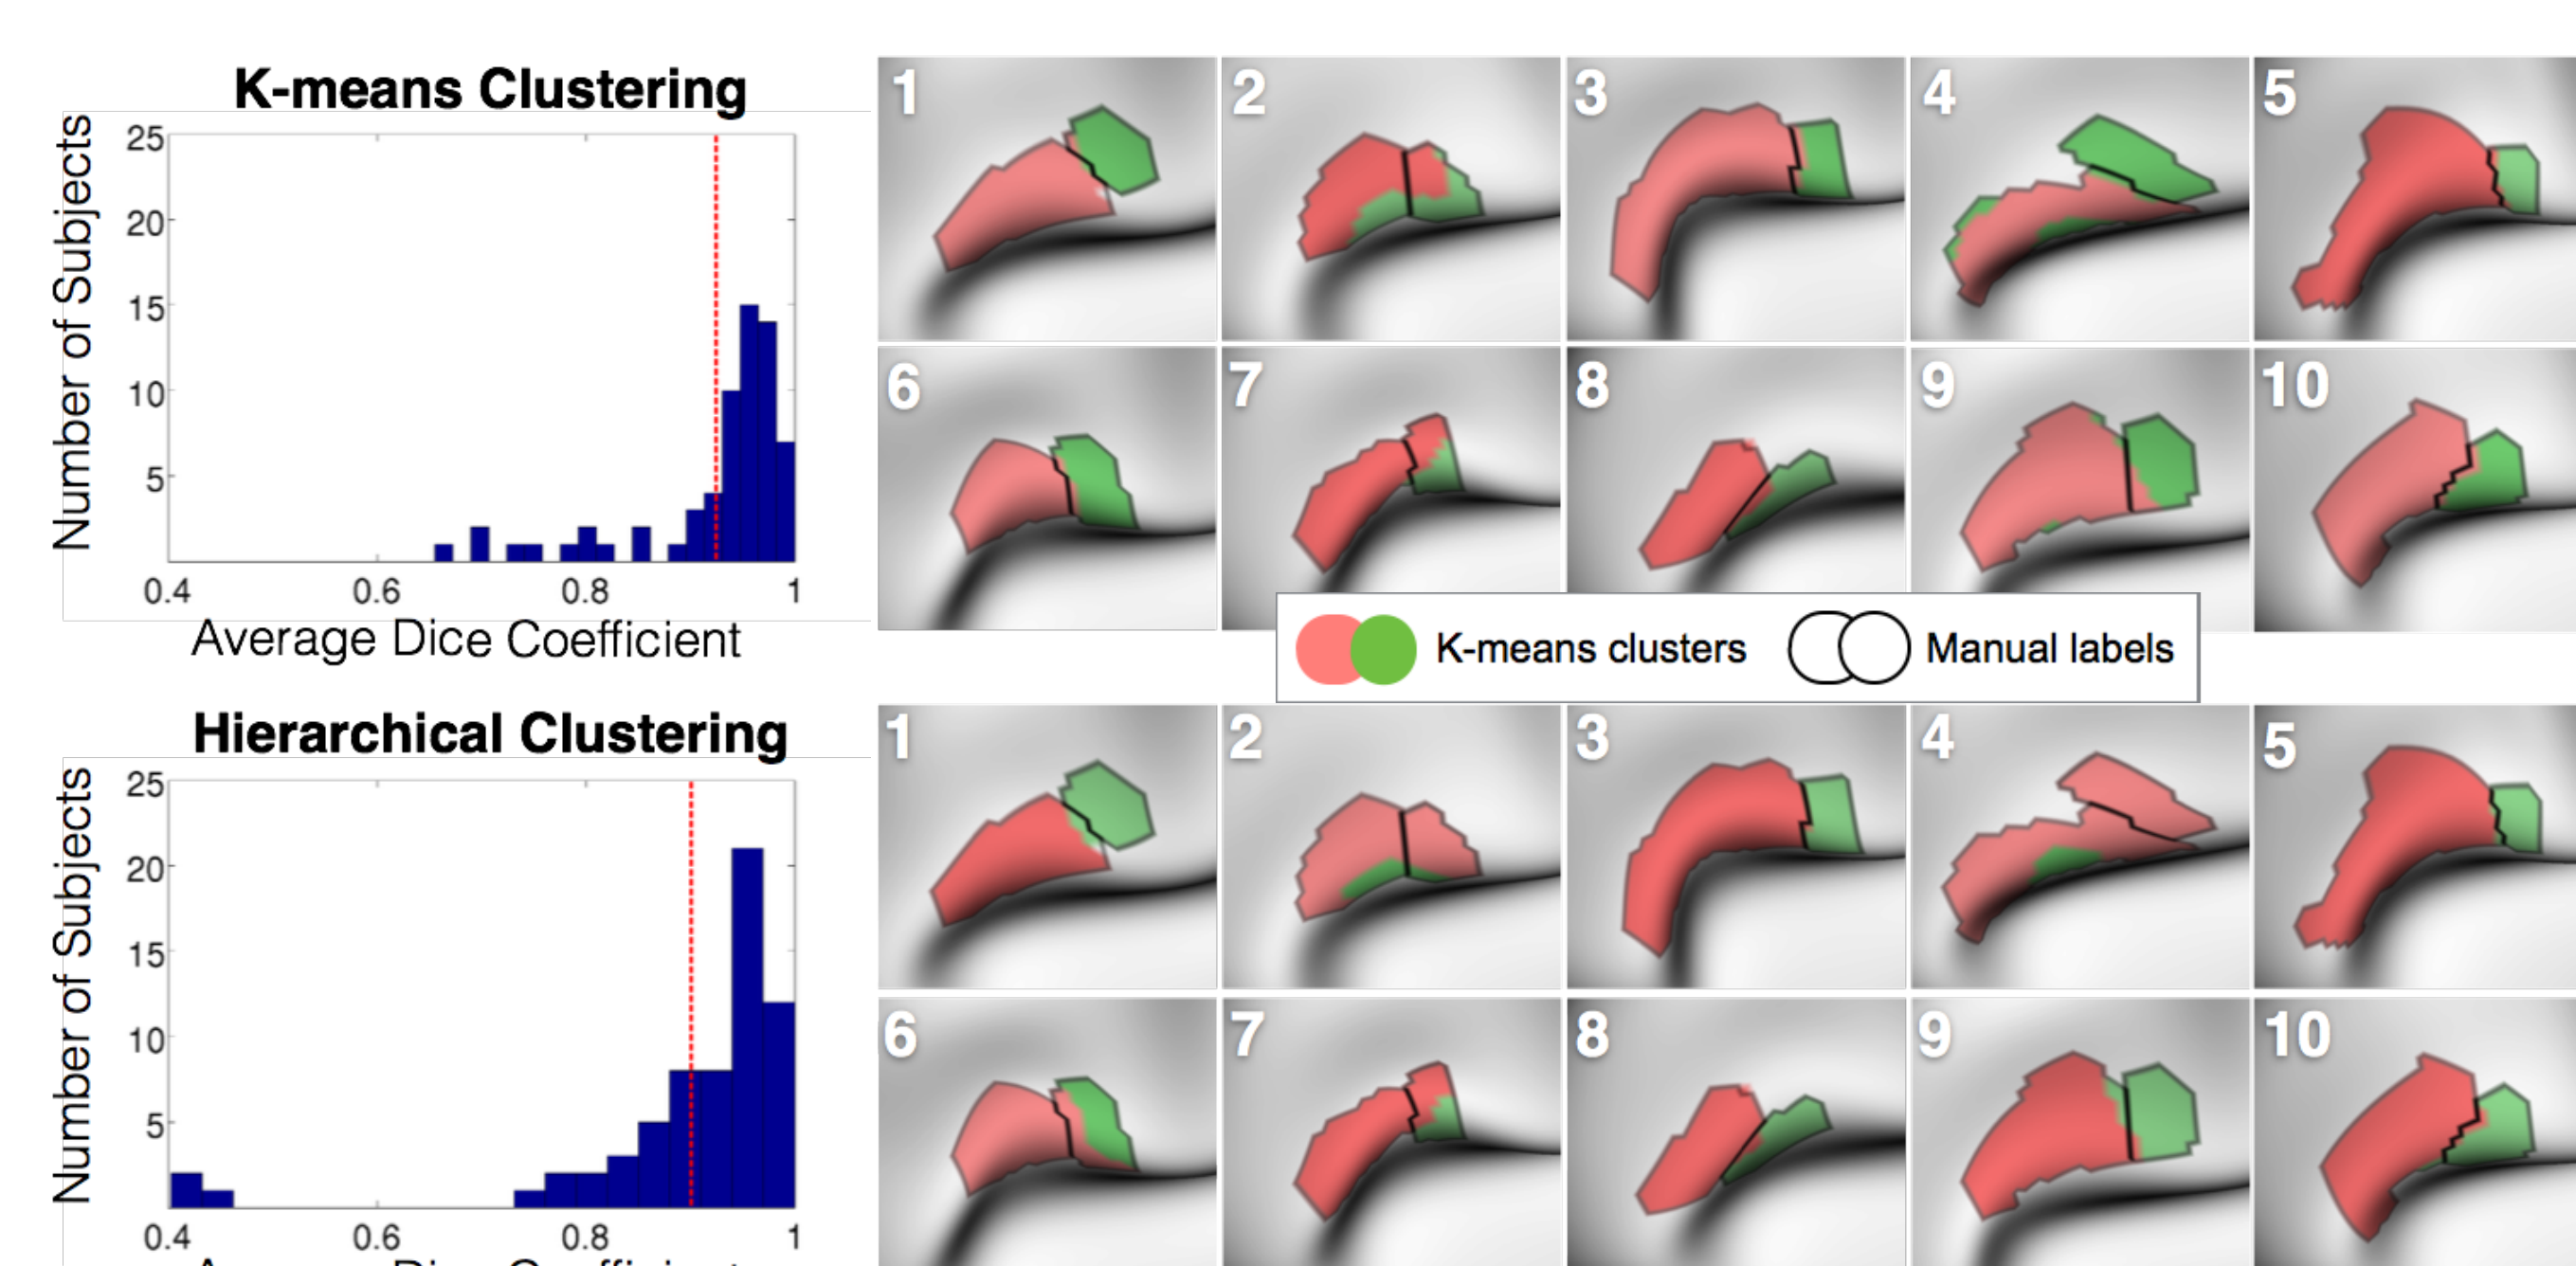 K-means Clustering
Number of Subjects
25
20
15
10
5
0.4 0.6 0.8 1
Average Dice Coefficient
1 2 3 4 5
6 7 8 9 10
K-means clusters Manual labels
Hierarchical Clustering
Number of Subjects
25
20
15
10
5
0.4 0.6 0.8 1
1 2 3 4 5
6 7 8 9 10